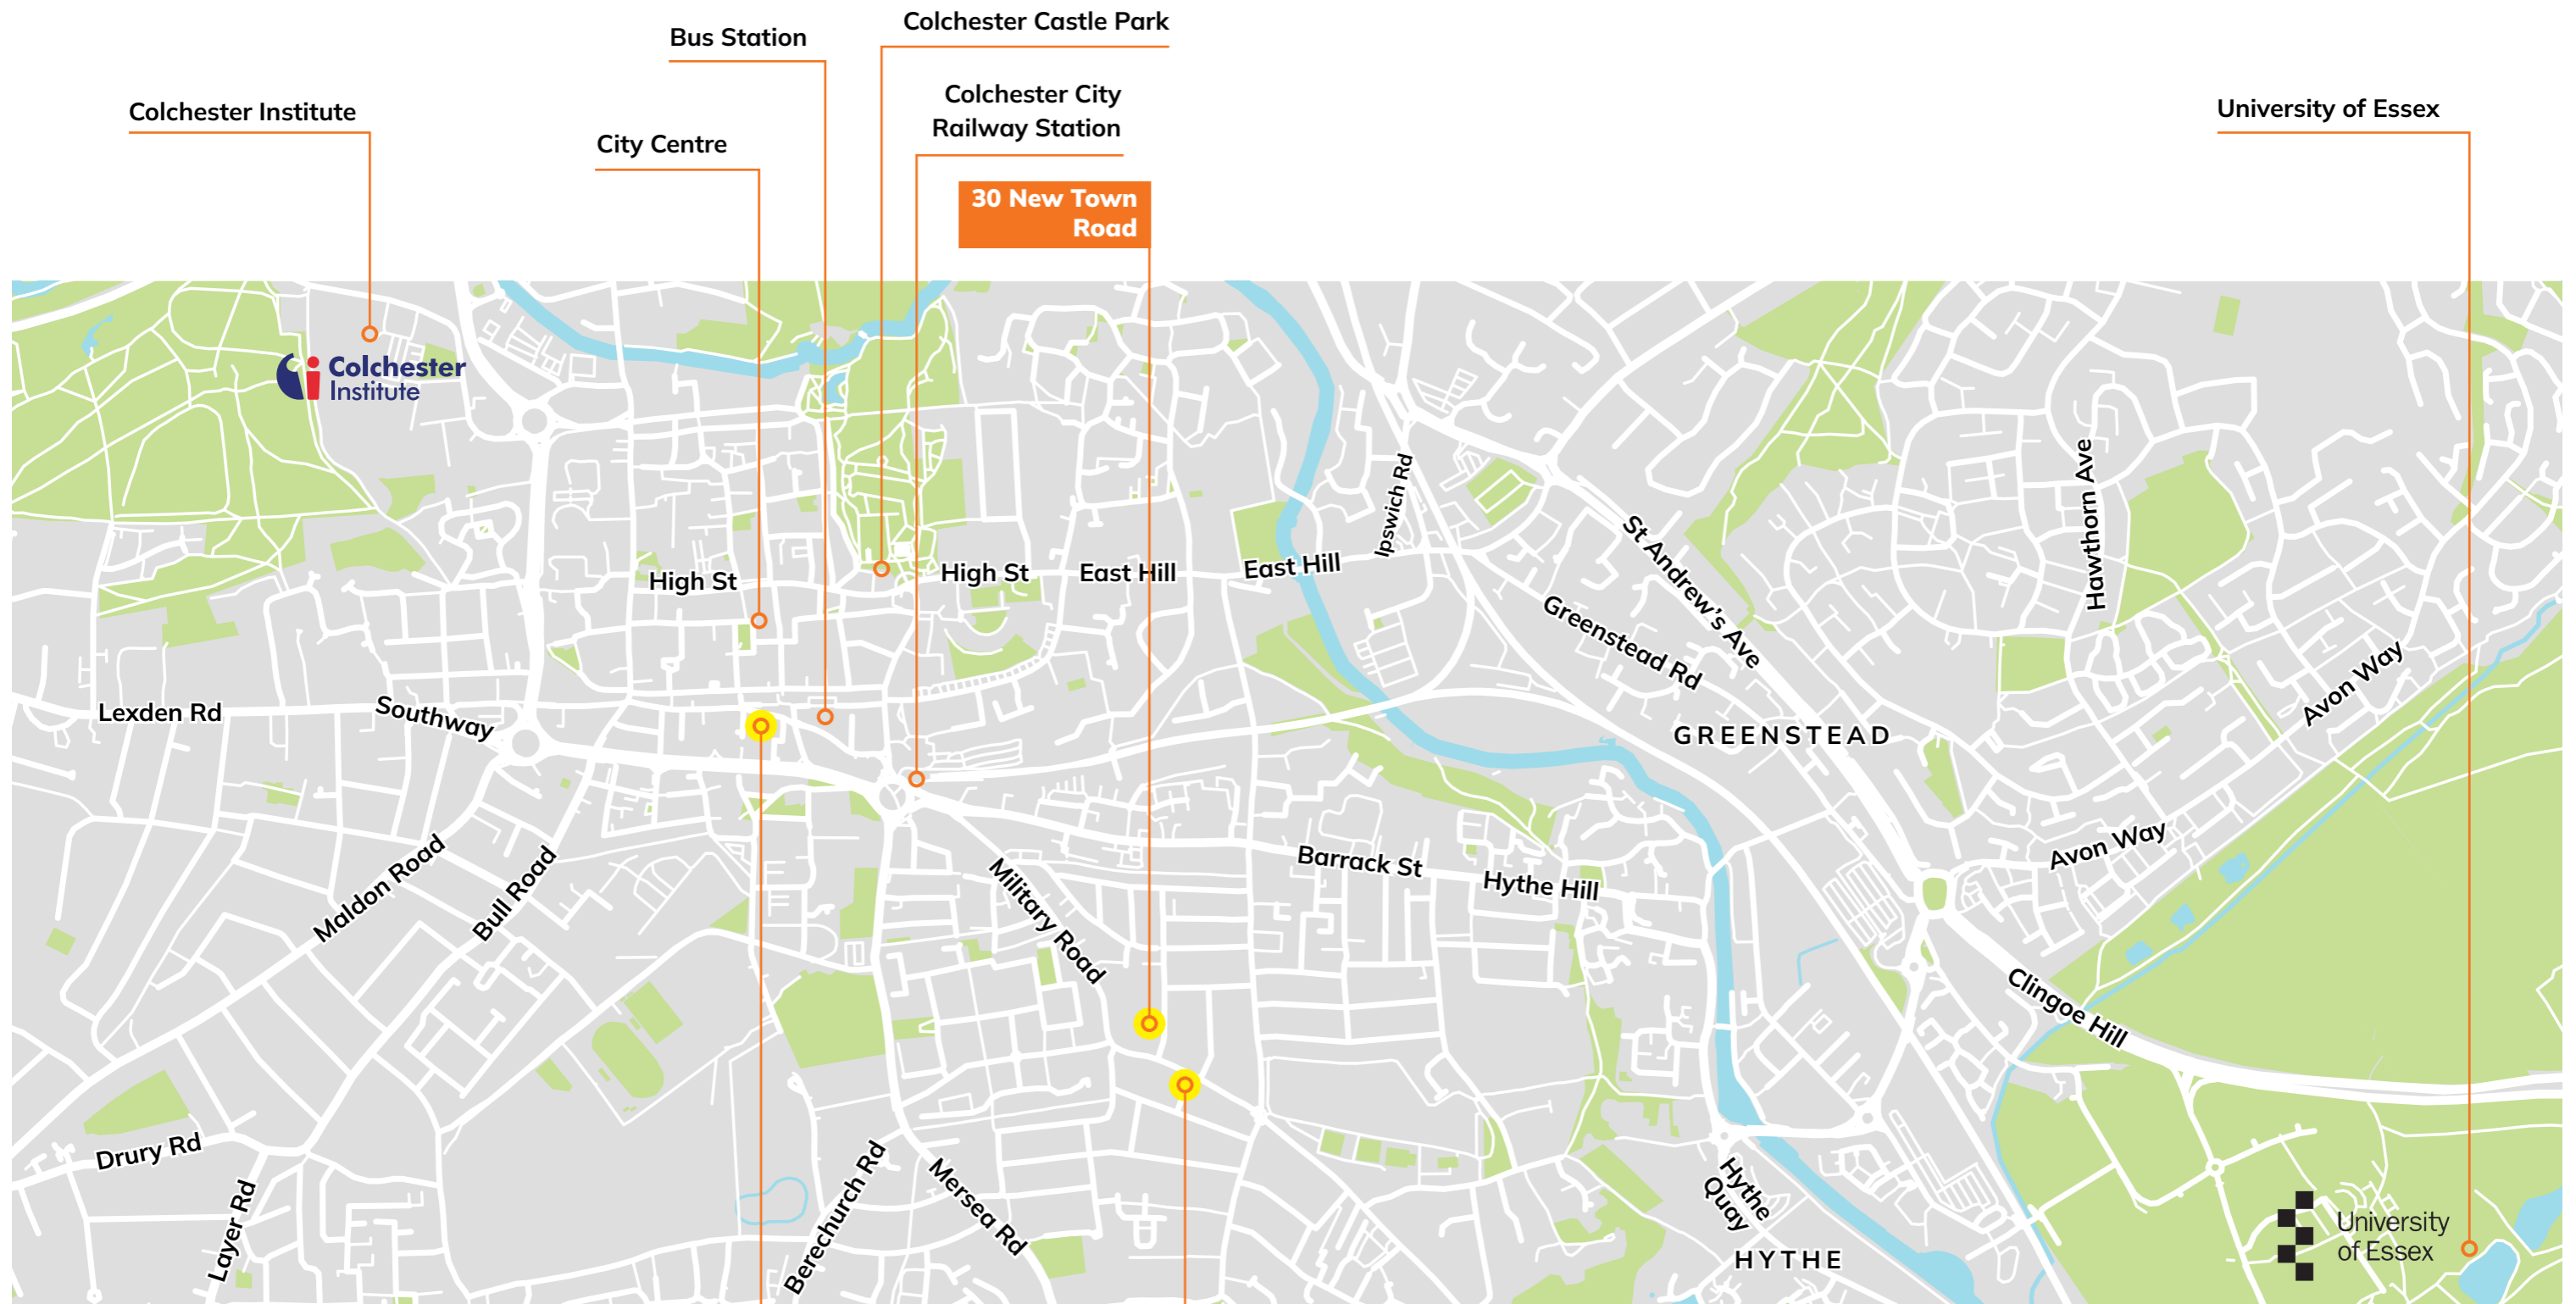 Colchester Castle Park
Bus Station
Colchester City
Railway Station
Colchester Institute
University of Essex
City Centre
30 New Town
Road
Colchester
Institute
Ipswich Rd
Hawthorn Ave
St Andrew's Ave
High St
High St
East Hill
East Hill
Greenstead Rd
Avon Way
Lexden Rd
Southway
GREENSTEAD
Avon Way
Maldon Road
Bull Road
Military Road
Barrack St
Hythe Hill
Clingoe Hill
Drury Rd
Layer Rd
Berechurch Rd
Mersea Rd
Hythe
Quay
HYTHE
University
of Essex